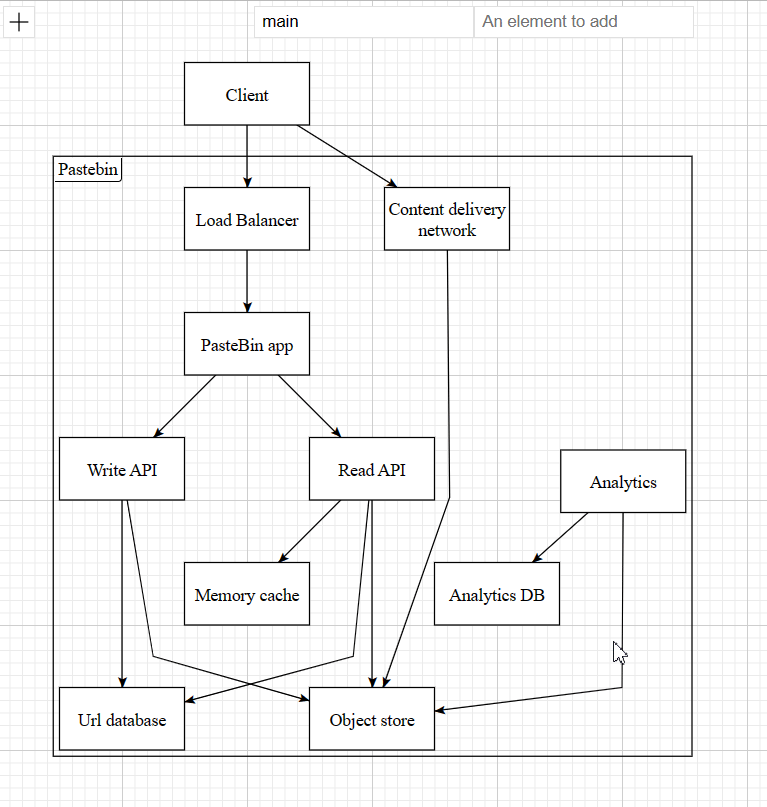 main
An element to add
Client
Pastebin
Load Balancer
Content delivery
network
PasteBin app
Write API
Read API
Analytics
Memory cache
Analytics DB
Url database
Object store